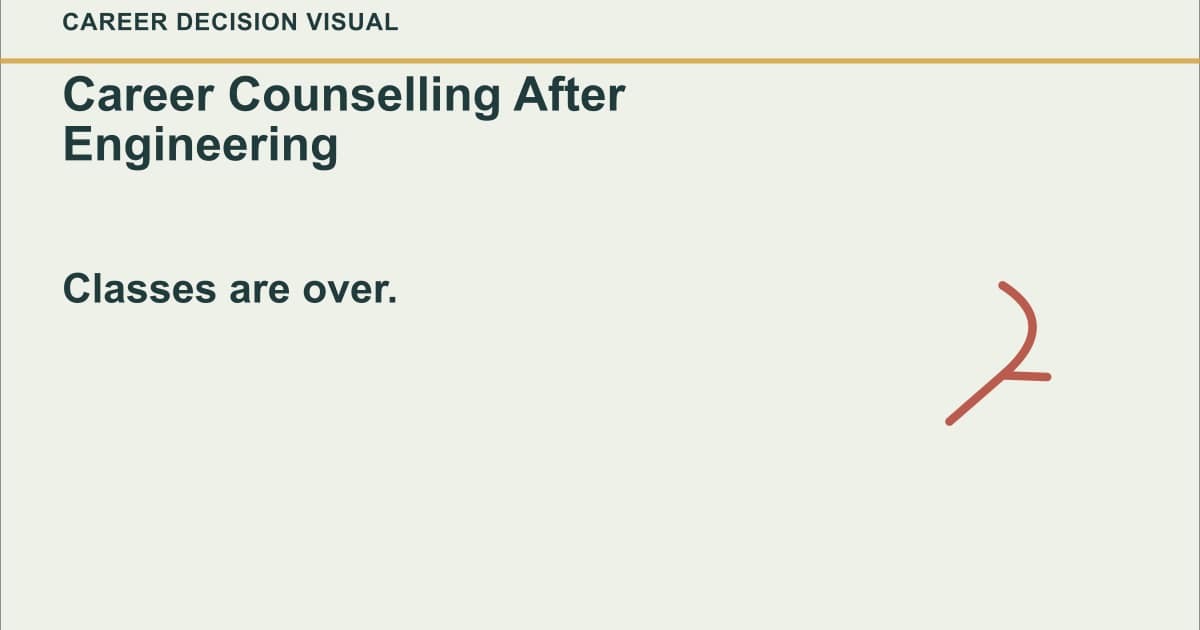 CAREER DECISION VISUAL
Career Counselling After
Engineering
Classes are over.